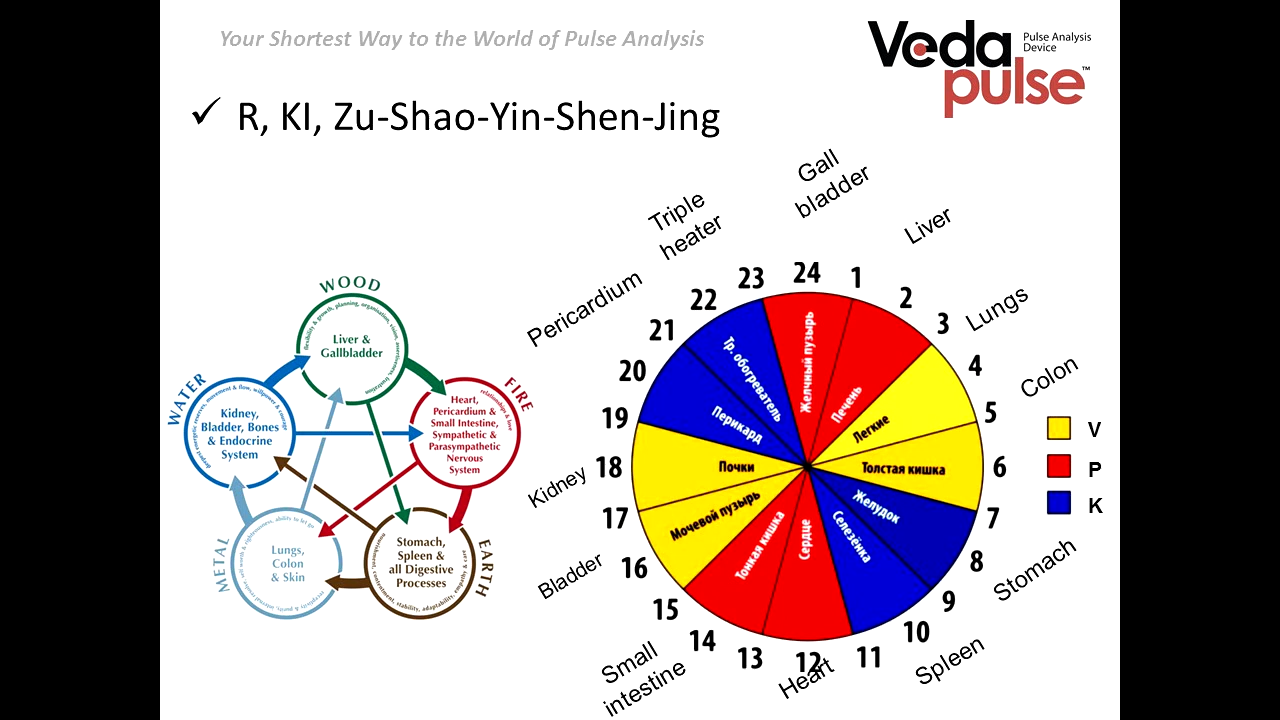 Your Shortest Way to the World of Pulse Analysis
Veda
pulse™
Pulse Analysis
Device
✓ R, KI, Zu-Shao-Yin-Shen-Jing
WOOD
Liver &
Gallbladder
WATER
Kidney,
Bladder, Bones
& Endocrine
System
FIRE
relationships & love
Heart,
Pericardium &
Small Intestine,
Sympathetic &
Parasympathetic
Nervous
System
METAL
Lungs,
Colon
& Skin
EARTH
Stomach,
Spleen &
all Digestive
Processes
Gall
bladder
Liver
Lungs
Colon
Stomach
Spleen
Heart
Small
intestine
Bladder
Kidney
Pericardium
Triple
heater
24
1
2
3
4
5
6
7
8
9
10
11
12
13
14
15
16
17
18
19
20
21
22
23
Желчный пузырь
Печень
Легкие
Толстая кишка
Желудок
Селезёнка
Сердце
Тонкая кишка
Мочевой пузырь
Почки
Перикард
Тр. обогреватель
V
P
K